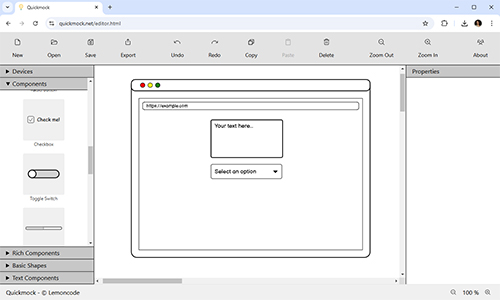 Quickmock
quickmock.net/editor.html
New
Open
Save
Export
Undo
Redo
Copy
Paste
Delete
Zoom Out
Zoom In
About
Devices
Components
Check me!
Checkbox
Toggle Switch
Rich Components
Basic Shapes
Text Components
https://example.com
Your text here...
Select an option
Properties
Quickmock - © Lemoncode
100 %